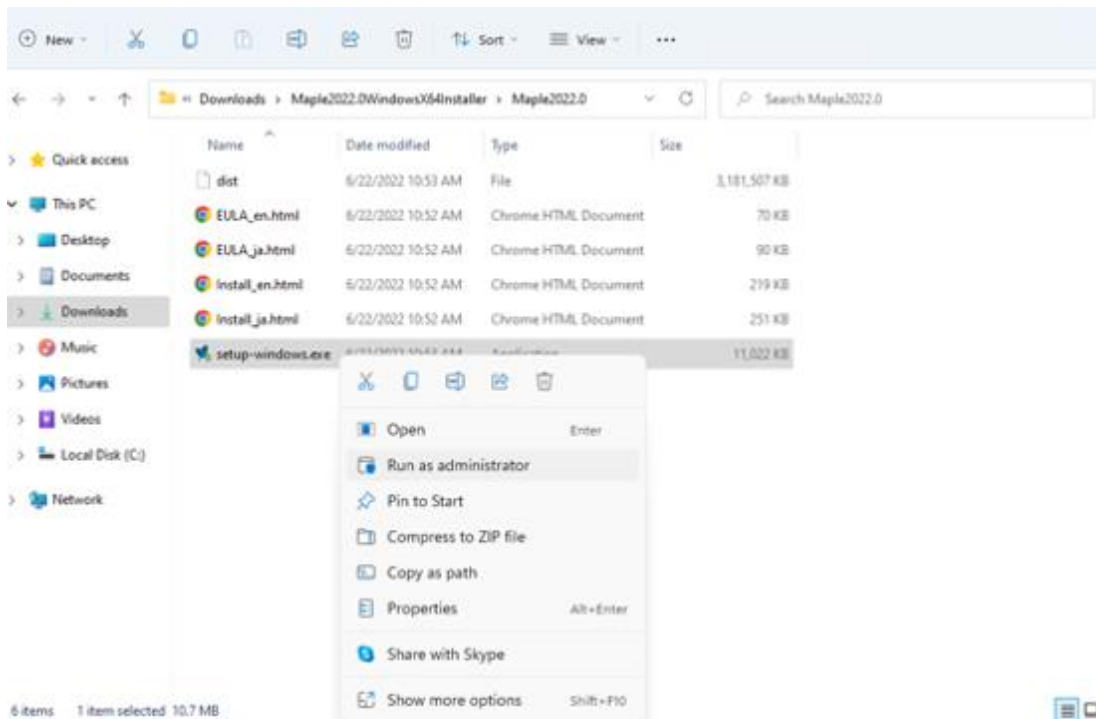 New Sort View ...
« Downloads > Maple2022.0WindowsX64Installer > Maple2022.0 Search Maple2022.0
Name Date modified Type Size
Quick access
dist 6/22/2022 10:53 AM File 3,181,507 KB
This PC
EULA_en.html 6/22/2022 10:52 AM Chrome HTML Document 70 KB
Desktop
EULA_ja.html 6/22/2022 10:52 AM Chrome HTML Document 90 KB
Documents
Install_en.html 6/22/2022 10:52 AM Chrome HTML Document 219 KB
Downloads
Install_ja.html 6/22/2022 10:52 AM Chrome HTML Document 251 KB
Music
setup-windows.exe 11,022 KB
Pictures
Videos
Open Enter
Local Disk (C:)
Run as administrator
Network
Pin to Start
Compress to ZIP file
Copy as path
Properties Alt+Enter
Share with Skype
Show more options Shift+F10
6 items 1 item selected 10.7 MB